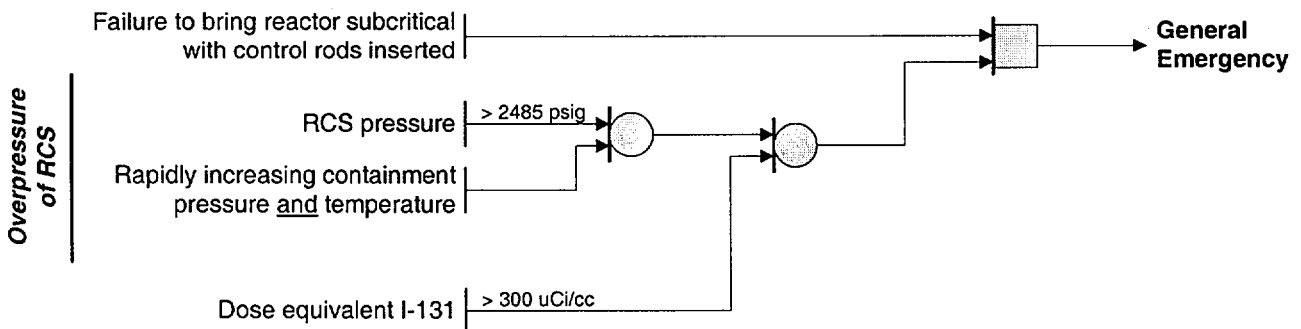 Failure to bring reactor subcritical
with control rods inserted
General
Emergency
Overpressure
of RCS
RCS pressure
> 2485 psig
Rapidly increasing containment
pressure and temperature
Dose equivalent I-131
> 300 uCi/cc